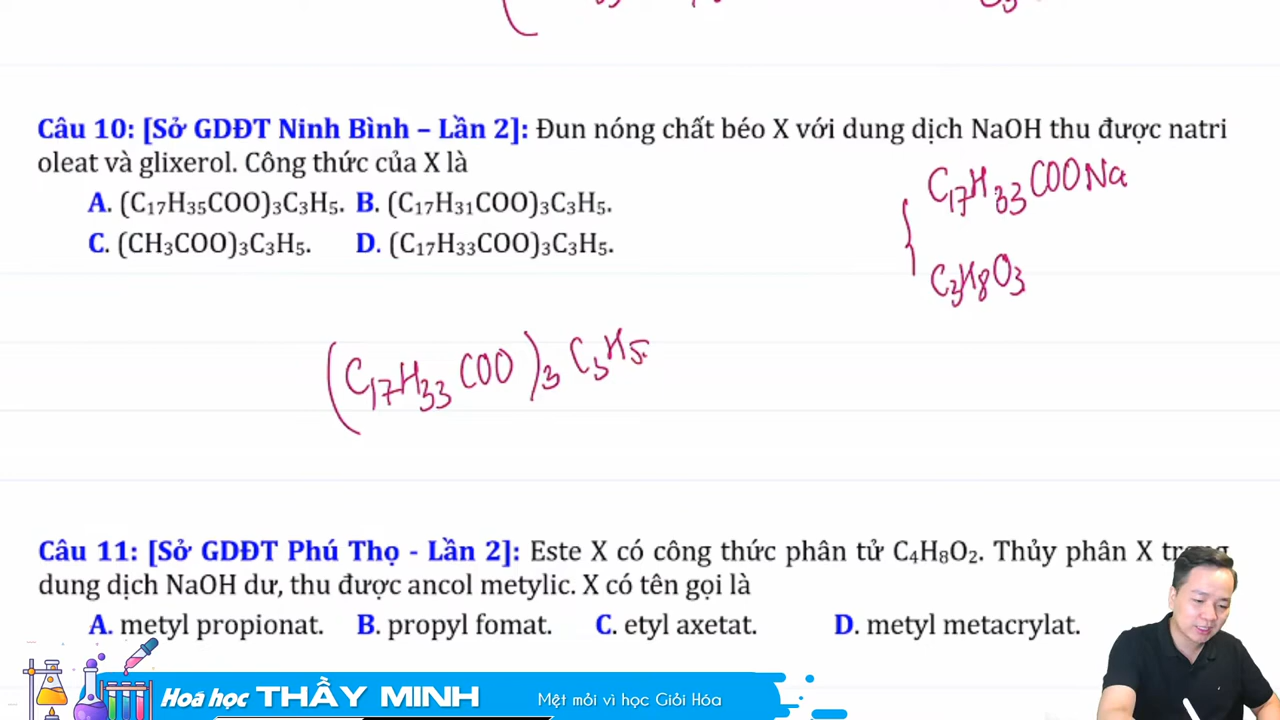 Câu 10: [Sở GDĐT Ninh Bình – Lần 2]: Đun nóng chất béo X với dung dịch NaOH thu được natri
oleat và glixerol. Công thức của X là
A. (C₁₇H₃₅COO)₃C₃H₅. B. (C₁₇H₃₁COO)₃C₃H₅.
C. (CH₃COO)₃C₃H₅. D. (C₁₇H₃₃COO)₃C₃H₅.
C₁₇H₃₃COONa
C₃H₈O₃
(C₁₇H₃₃COO)₃C₃H₅.
Câu 11: [Sở GDĐT Phú Thọ - Lần 2]: Este X có công thức phân tử C₄H₈O₂. Thủy phân X
dung dịch NaOH dư, thu được ancol metylic. X có tên gọi là
A. metyl propionat. B. propyl fomat. C. etyl axetat. D. metyl metacrylat.
Hoá học THẦY MINH Mệt mỏi vì học Giỏi Hóa